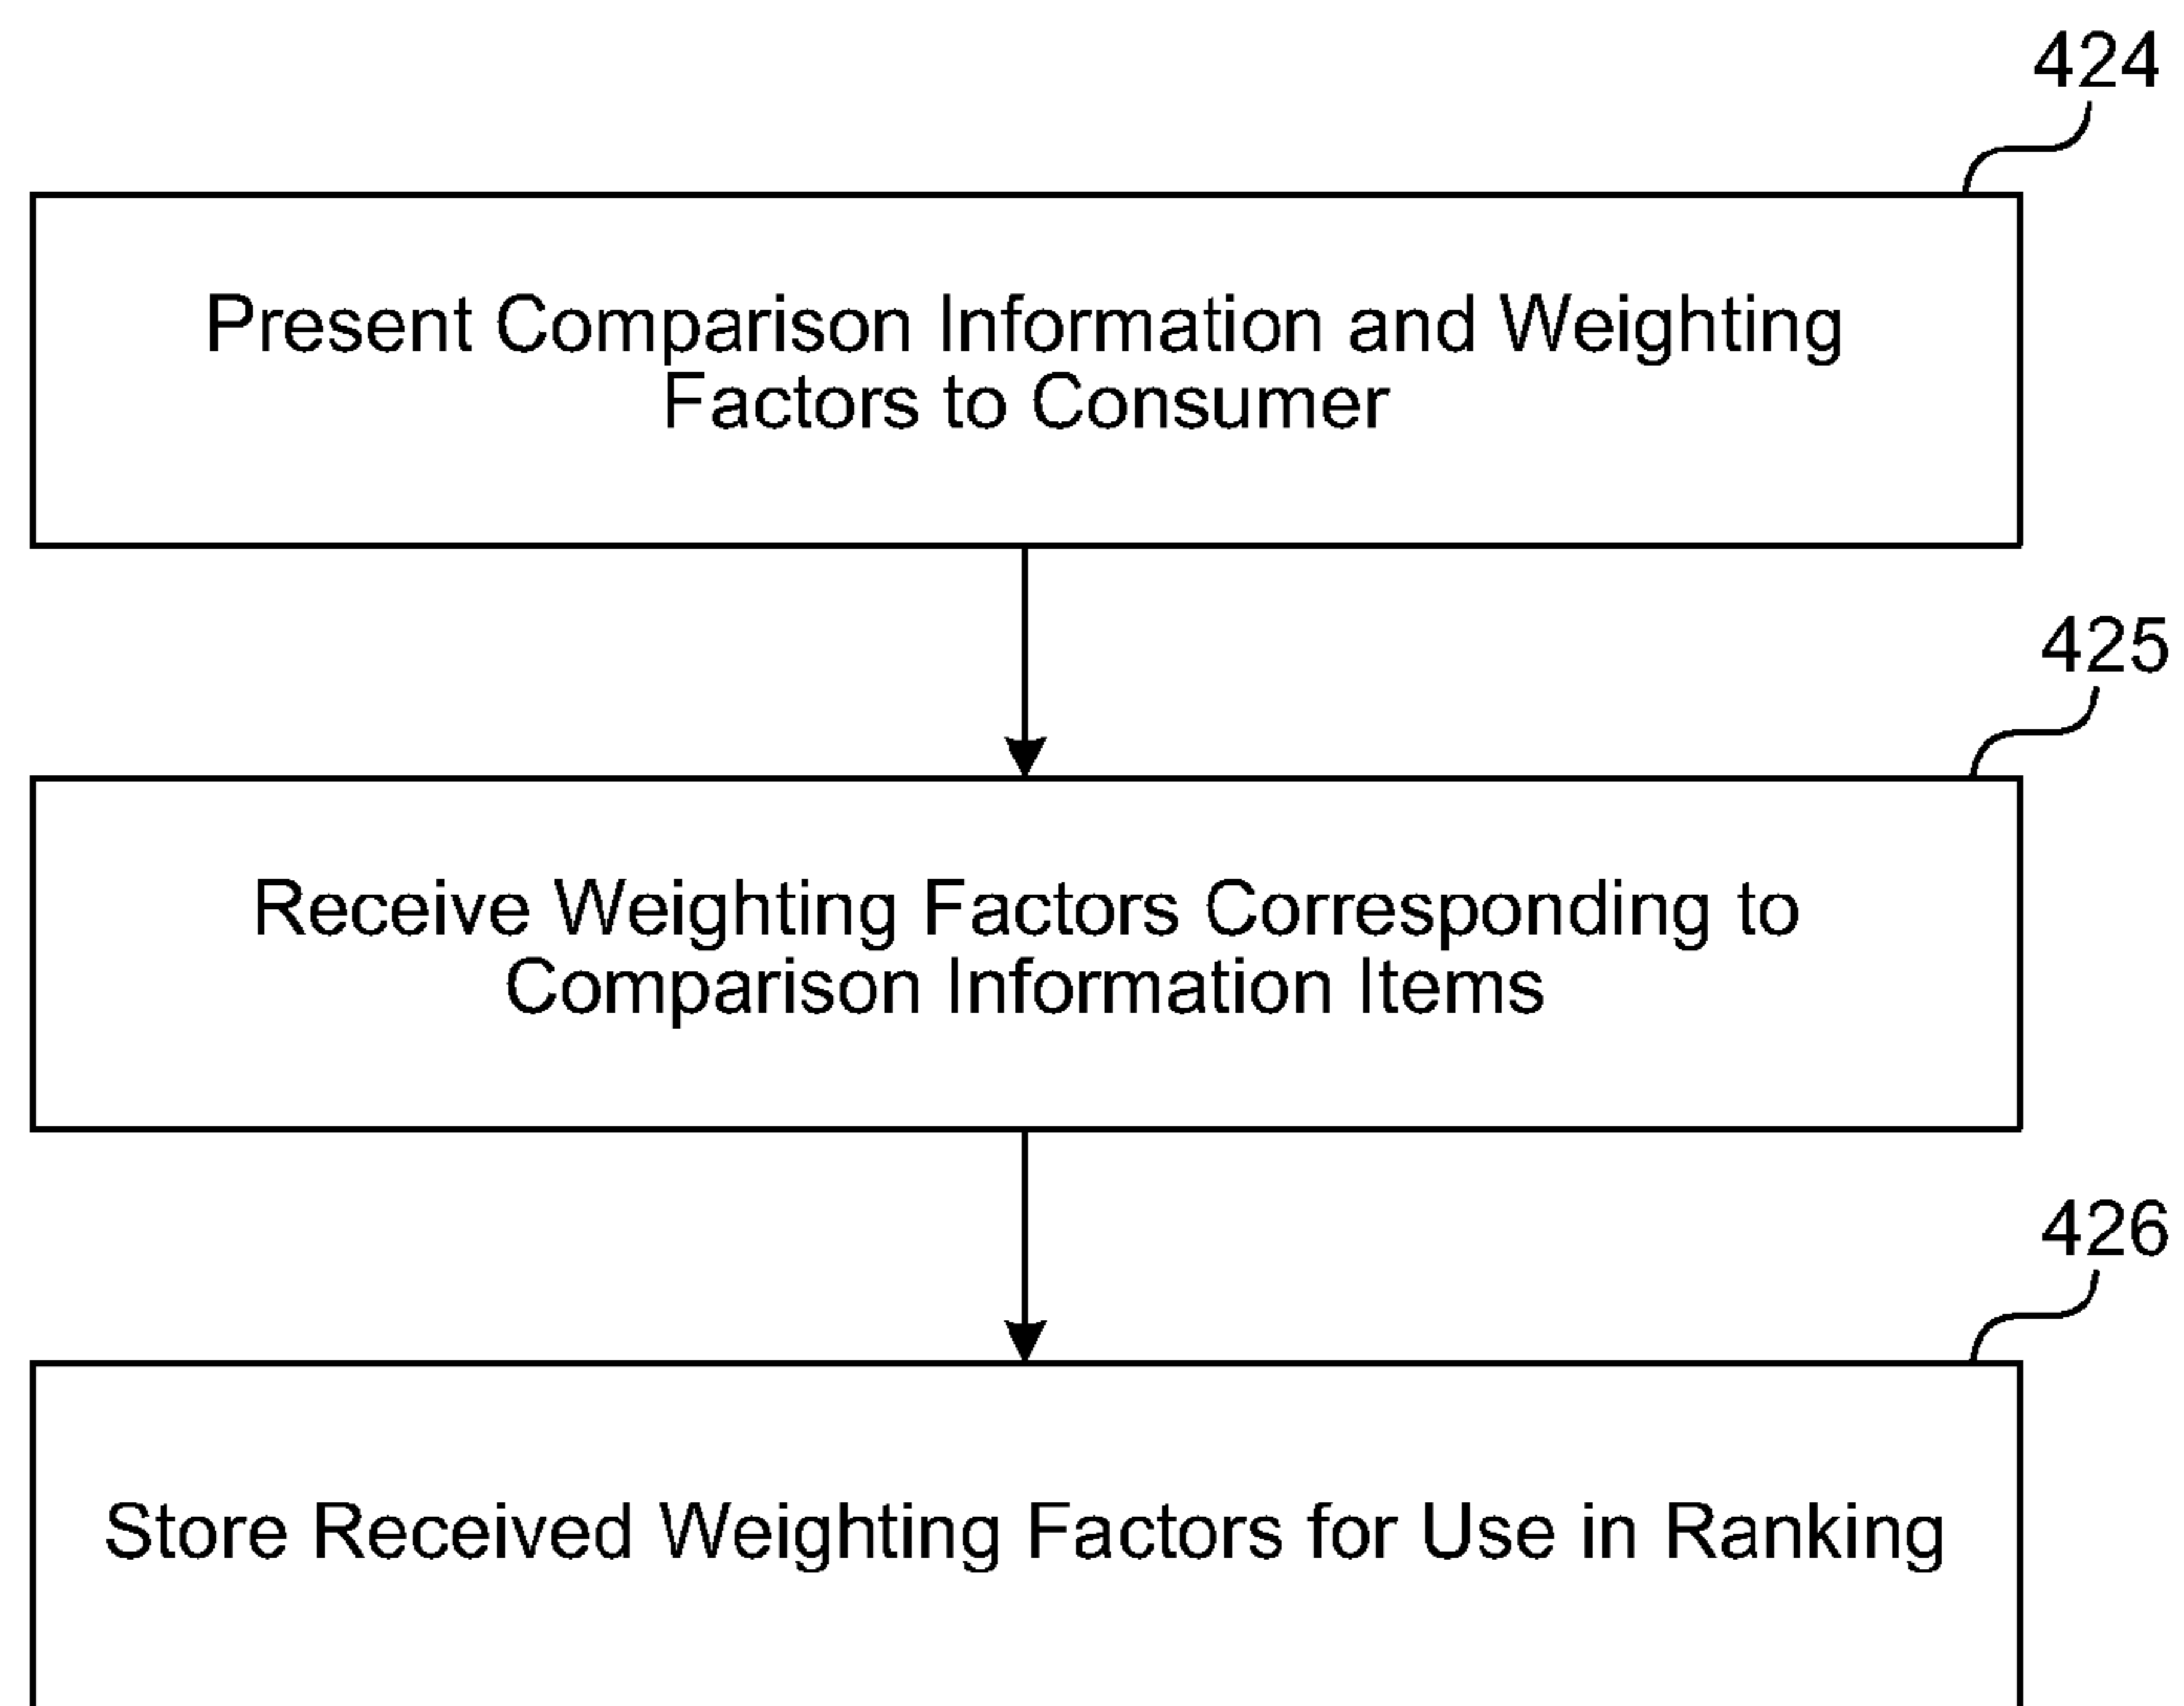 424
Present Comparison Information and Weighting
Factors to Consumer
425
Receive Weighting Factors Corresponding to
Comparison Information Items
426
Store Received Weighting Factors for Use in Ranking